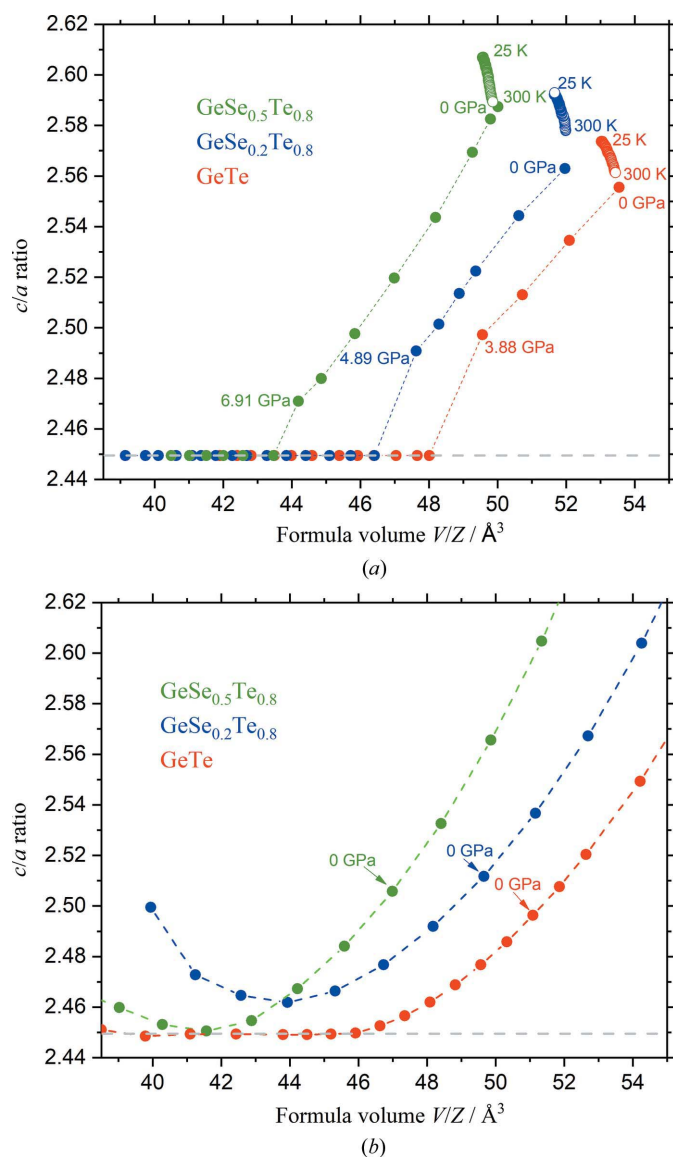 2.62
2.60
2.58
2.56
2.54
2.52
2.50
2.48
2.46
2.44
c/a ratio
25 K
300 K
0 GPa
25 K
300 K
0 GPa
25 K
300 K
0 GPa
GeSe0.5Te0.8
GeSe0.2Te0.8
GeTe
6.91 GPa
4.89 GPa
3.88 GPa
40 42 44 46 48 50 52 54
Formula volume V/Z / Å³
(a)
2.62
2.60
2.58
2.56
2.54
2.52
2.50
2.48
2.46
2.44
c/a ratio
GeSe0.5Te0.8
GeSe0.2Te0.8
GeTe
0 GPa
0 GPa
0 GPa
40 42 44 46 48 50 52 54
Formula volume V/Z / Å³
(b)